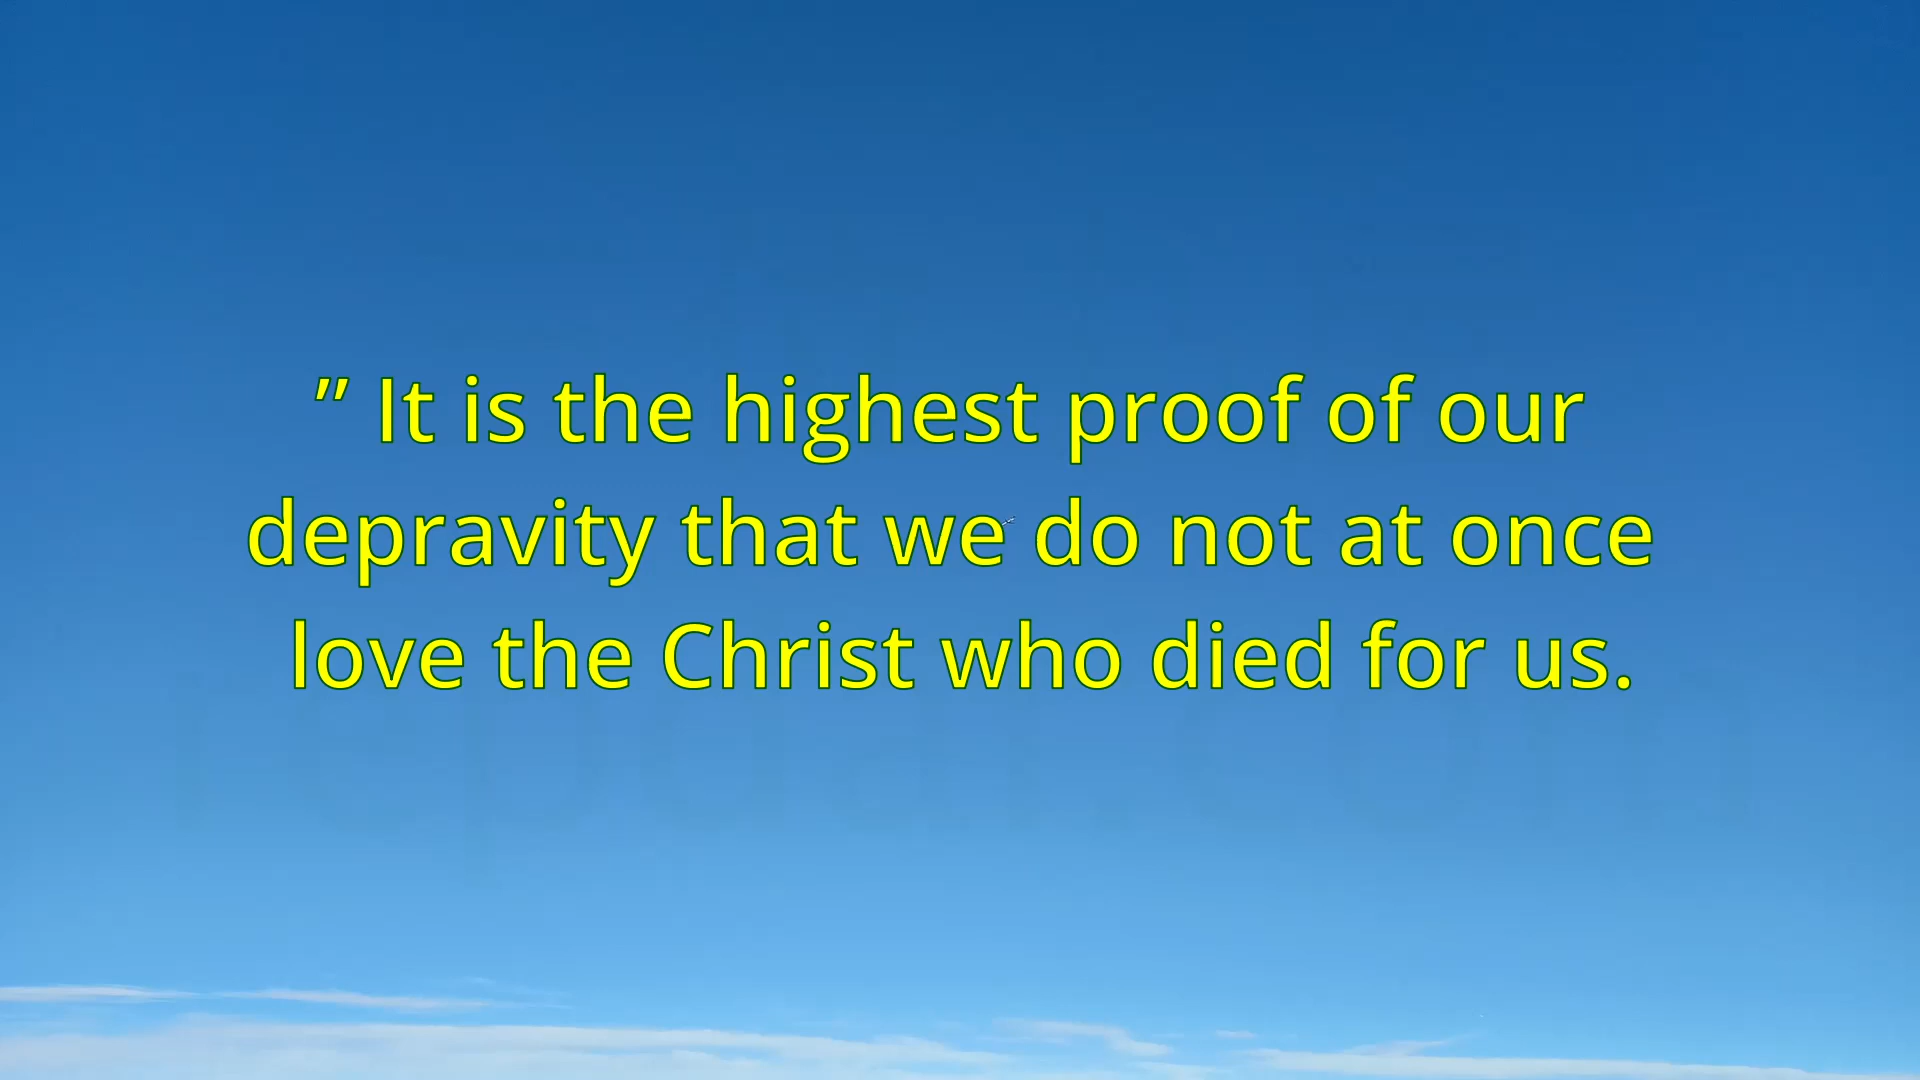 ” It is the highest proof of our
depravity that we do not at once
love the Christ who died for us.